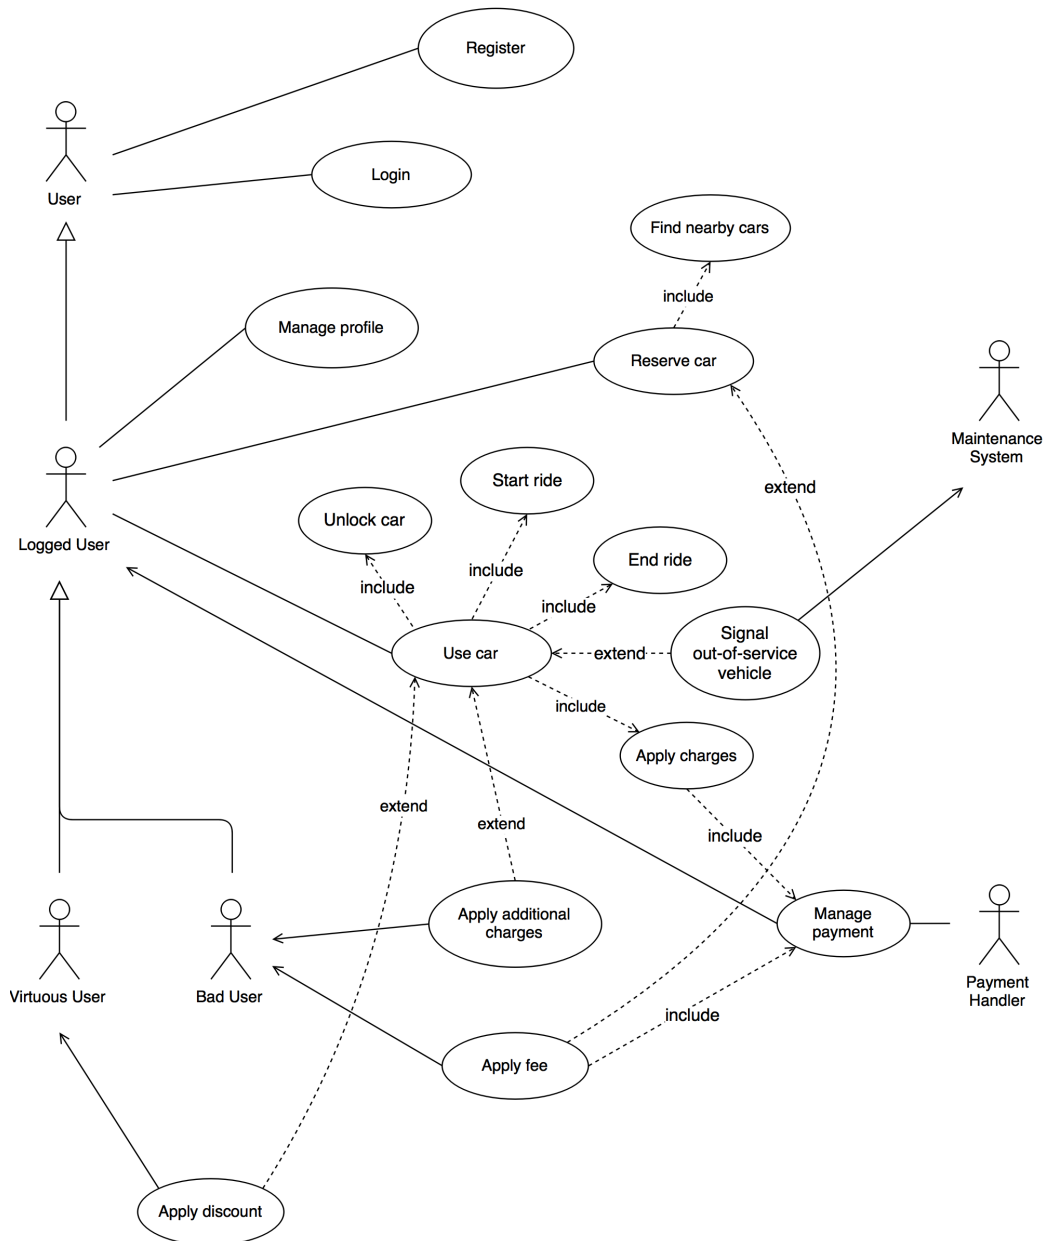 Register
Login
User
Find nearby cars
include
Manage profile
Reserve car
Maintenance
System
Start ride
extend
Unlock car
Logged User
End ride
include
include
include
Signal
out-of-service
vehicle
Use car
extend
include
Apply charges
extend
extend
include
Apply additional
charges
Manage
payment
Virtuous User
Bad User
Payment
Handler
include
Apply fee
Apply discount